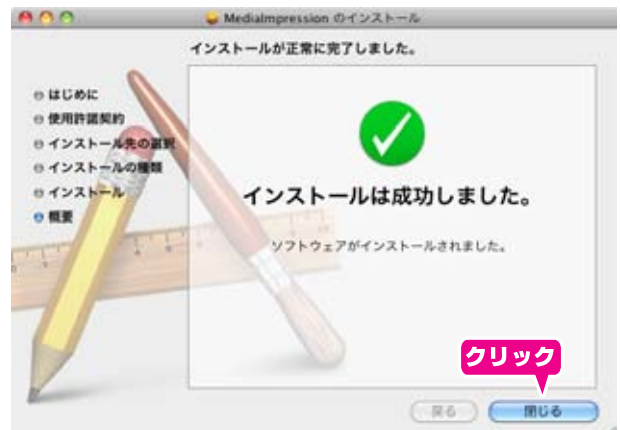 MediaImpression のインストール
インストールが正常に完了しました。
はじめに
使用許諾契約
インストール先の選択
インストールの種類
インストール
概要
インストールは成功しました。
ソフトウェアがインストールされました。
クリック
戻る
閉じる